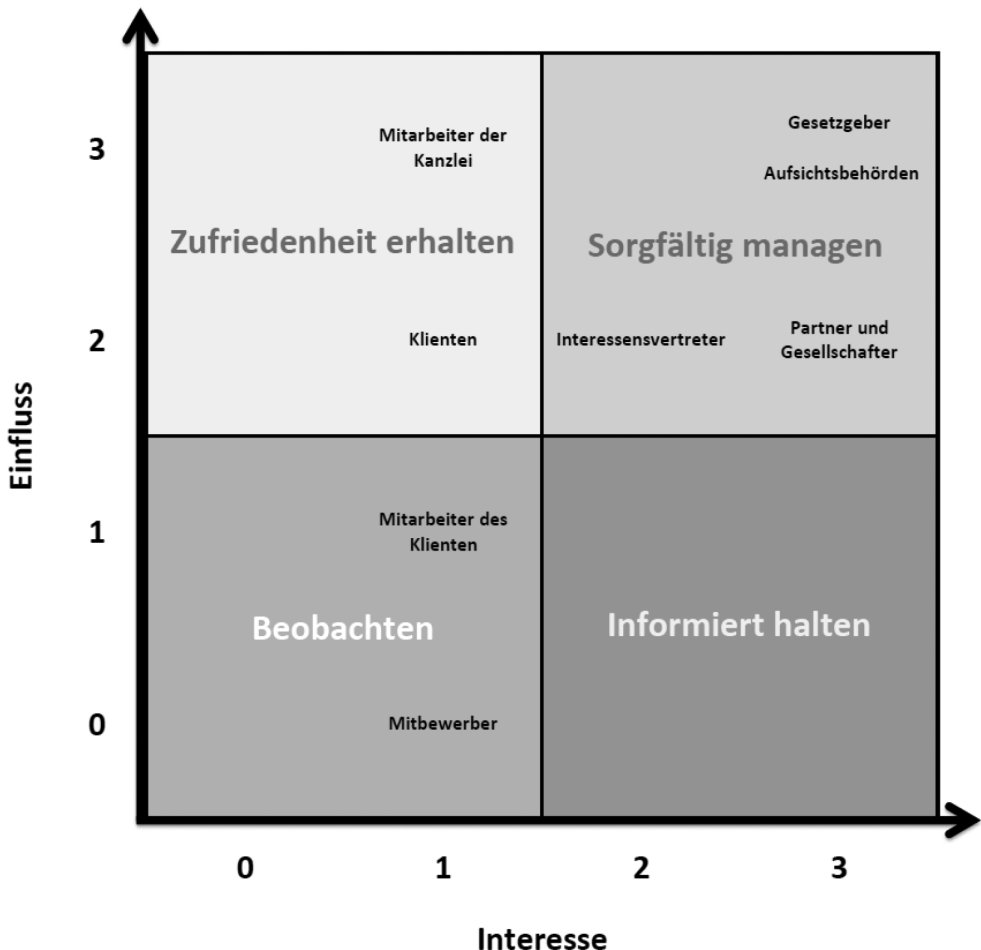 3
Mitarbeiter der
Kanzlei
Gesetzgeber
Aufsichtsbehörden
Zufriedenheit erhalten
Sorgfältig managen
2
Klienten
Interessensvertreter
Partner und
Gesellschafter
Einfluss
1
Mitarbeiter des
Klienten
Beobachten
Informiert halten
0
Mitbewerber
0
1
2
3
Interesse